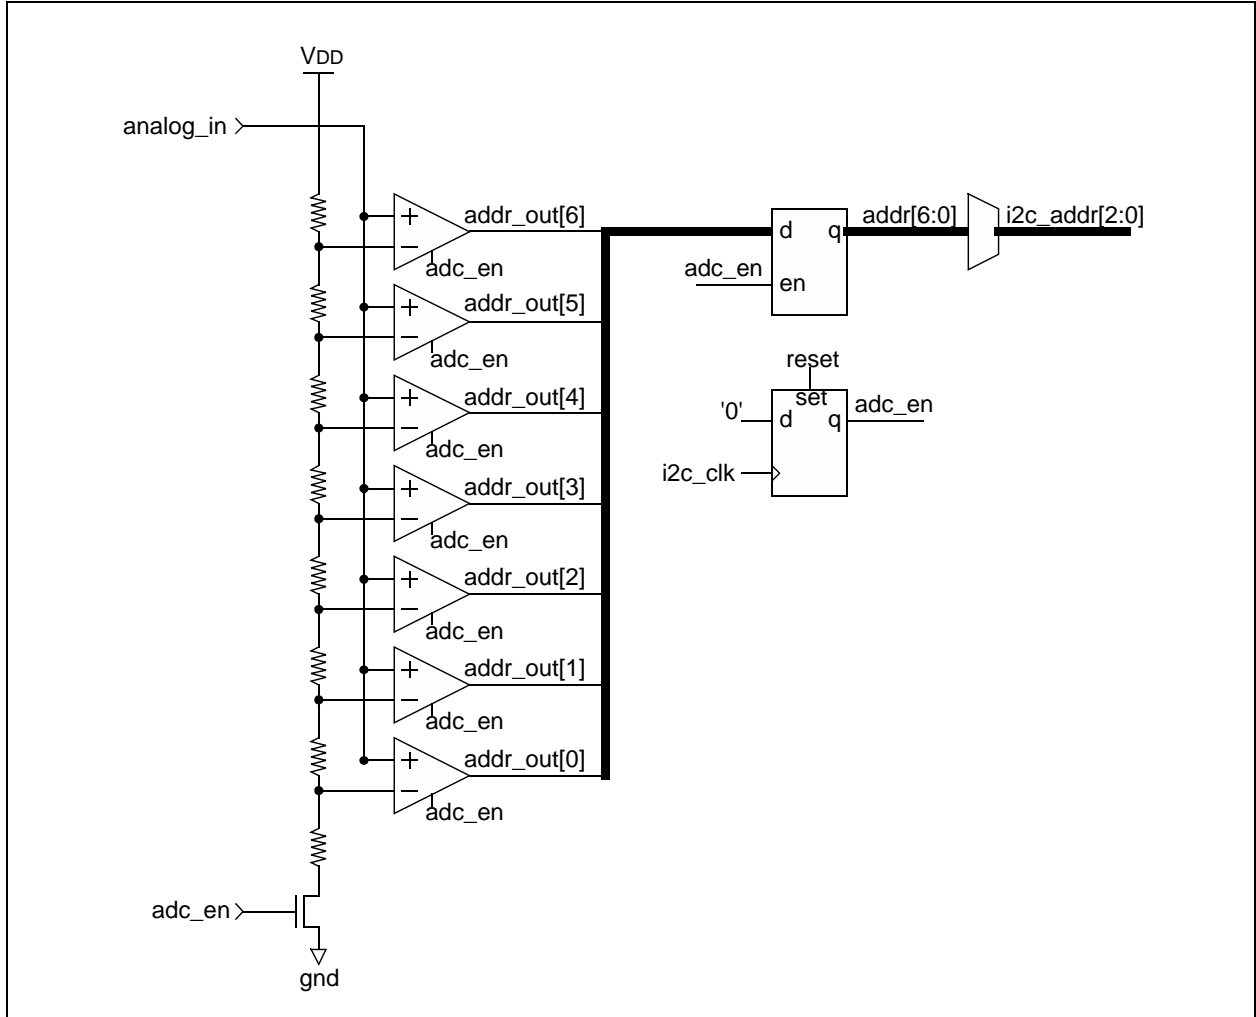 VDD
analog_in
addr_out[6]
adc_en
addr_out[5]
adc_en
addr_out[4]
adc_en
addr_out[3]
adc_en
addr_out[2]
adc_en
addr_out[1]
adc_en
addr_out[0]
adc_en
adc_en
gnd
d q
en
adc_en
addr[6:0]
i2c_addr[2:0]
reset
set
'0'
d q
adc_en
i2c_clk